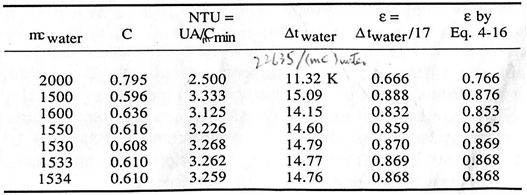 NTU = ε = ε by
mc water C UA/Cmin Δt water Δt water/17 Eq. 4-16
22635/(mc)water
2000 0.795 2.500 11.32 K 0.666 0.766
1500 0.596 3.333 15.09 0.888 0.876
1600 0.636 3.125 14.15 0.832 0.853
1550 0.616 3.226 14.60 0.859 0.865
1530 0.608 3.268 14.79 0.870 0.869
1533 0.610 3.262 14.77 0.869 0.868
1534 0.610 3.259 14.76 0.868 0.868